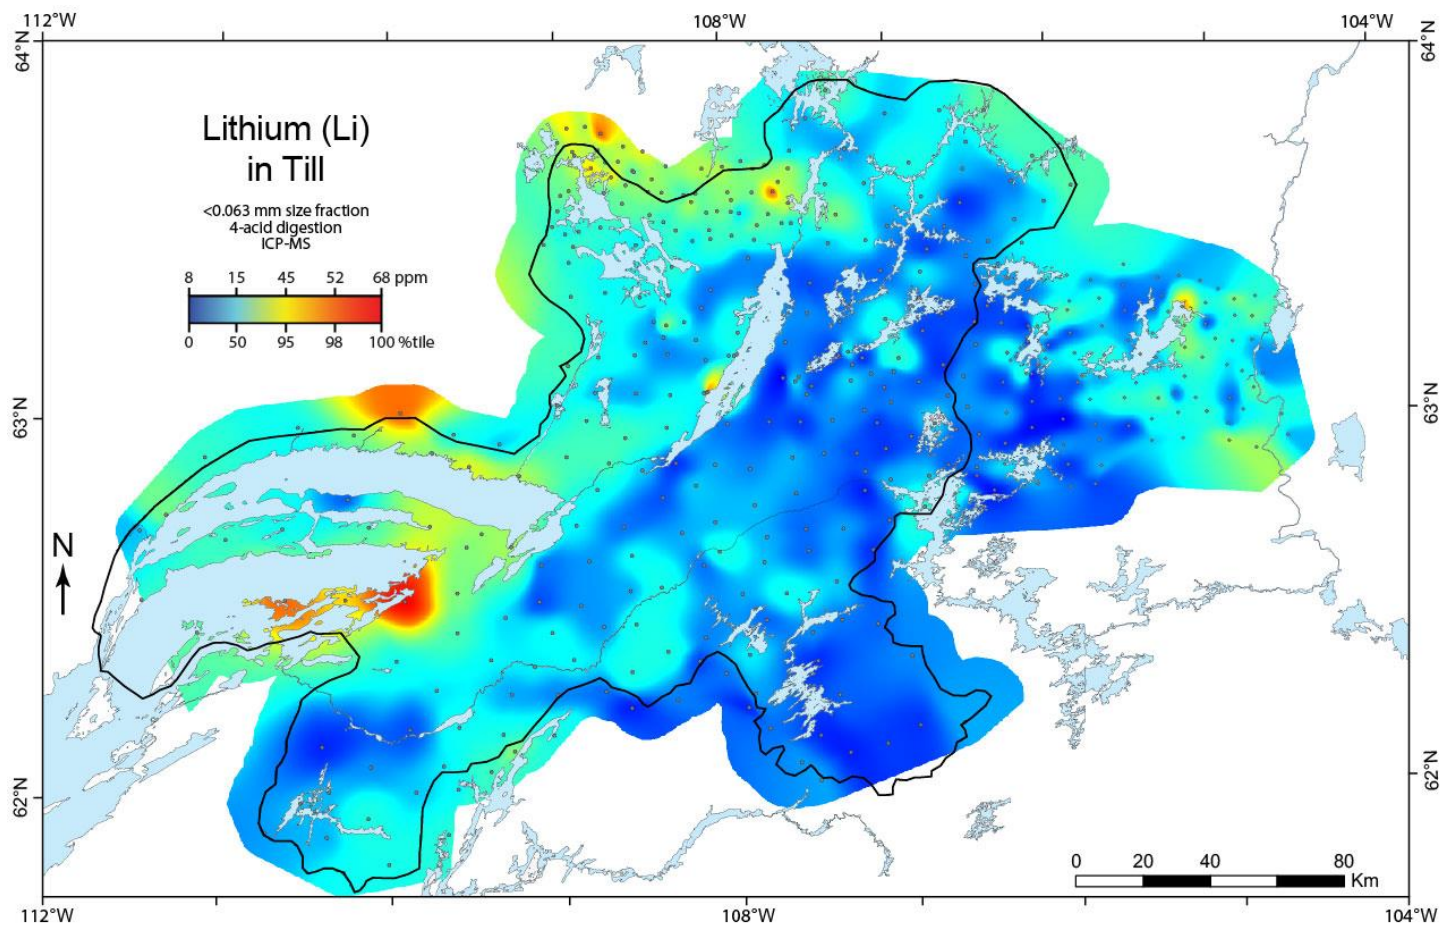 112°W 108°W 104°W
64°N 64°N
Lithium (Li)
in Till
<0.063 mm size fraction
4-acid digestion
ICP-MS
8 15 45 52 68 ppm
0 50 95 98 100 %tile
63°N 63°N
N
62°N 62°N
0 20 40 80
Km
112°W 108°W 104°W